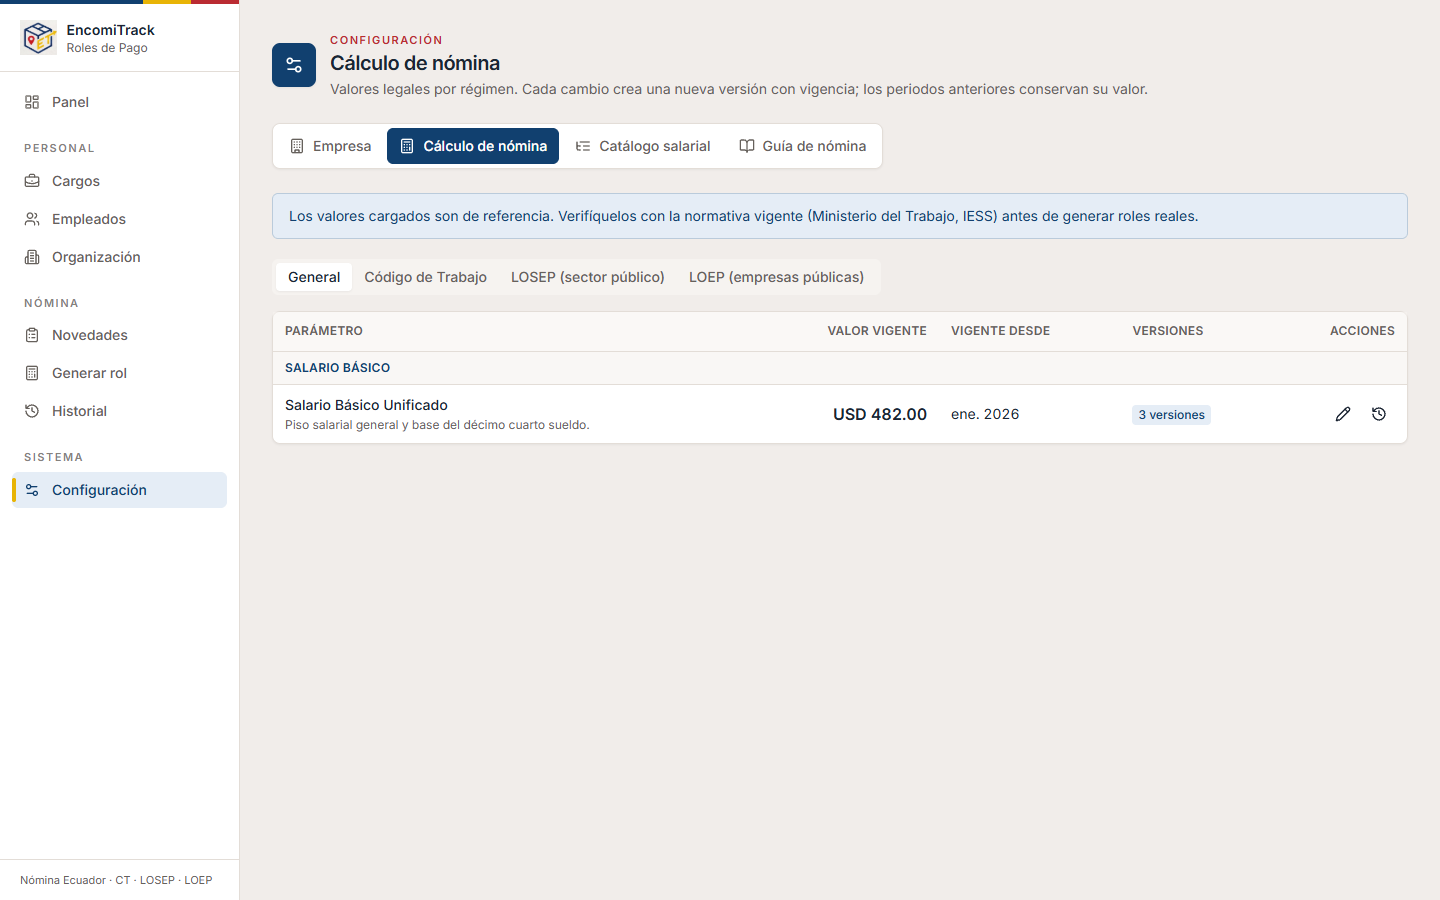 EncomiTrack
Roles de Pago
Panel
PERSONAL
Cargos
Empleados
Organización
NÓMINA
Novedades
Generar rol
Historial
SISTEMA
Configuración
Nómina Ecuador · CT · LOSEP · LOEP
CONFIGURACIÓN
Cálculo de nómina
Valores legales por régimen. Cada cambio crea una nueva versión con vigencia; los periodos anteriores conservan su valor.
Empresa Cálculo de nómina Catálogo salarial Guía de nómina
Los valores cargados son de referencia. Verifíquelos con la normativa vigente (Ministerio del Trabajo, IESS) antes de generar roles reales.
General Código de Trabajo LOSEP (sector público) LOEP (empresas públicas)
PARÁMETRO VALOR VIGENTE VIGENTE DESDE VERSIONES ACCIONES
SALARIO BÁSICO
Salario Básico Unificado USD 482.00 ene. 2026 3 versiones
Piso salarial general y base del décimo cuarto sueldo.